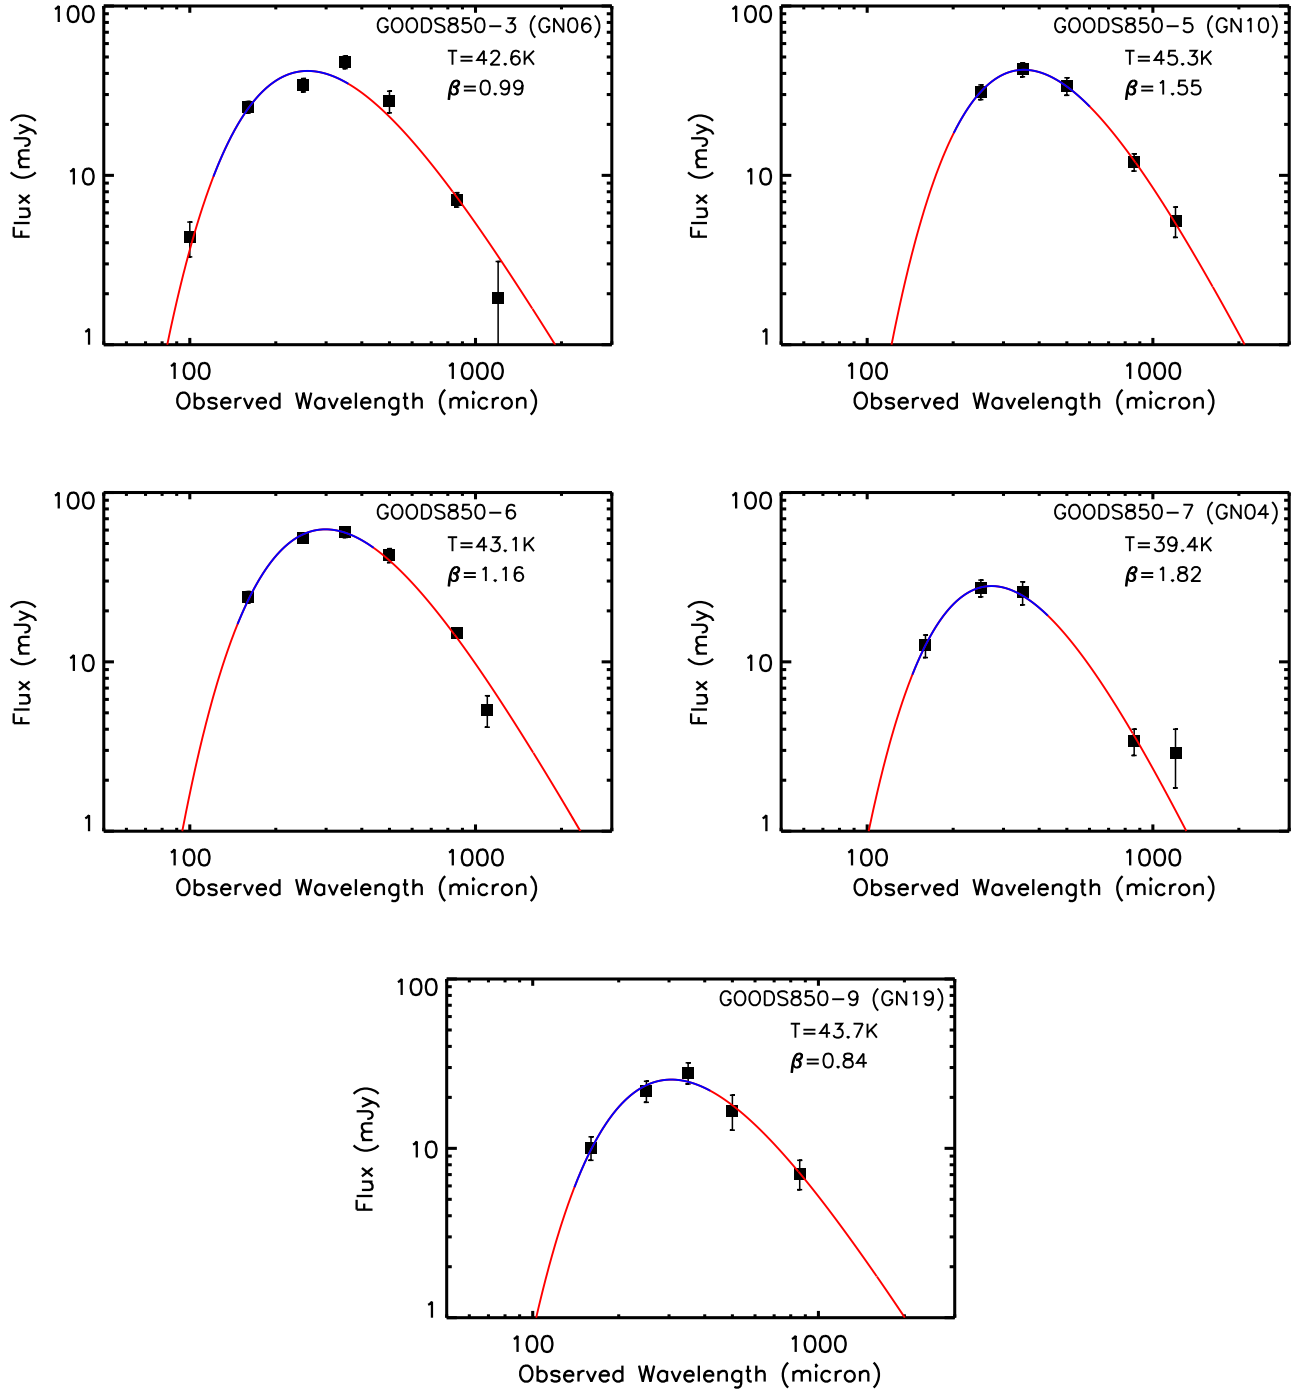 GOODS850-3 (GN06)
T=42.6K
β=0.99
100
10
1
Flux (mJy)
100 1000
Observed Wavelength (micron)
GOODS850-5 (GN10)
T=45.3K
β=1.55
100
10
1
Flux (mJy)
100 1000
Observed Wavelength (micron)
GOODS850-6
T=43.1K
β=1.16
100
10
1
Flux (mJy)
100 1000
Observed Wavelength (micron)
GOODS850-7 (GN04)
T=39.4K
β=1.82
100
10
1
Flux (mJy)
100 1000
Observed Wavelength (micron)
GOODS850-9 (GN19)
T=43.7K
β=0.84
100
10
1
Flux (mJy)
100 1000
Observed Wavelength (micron)